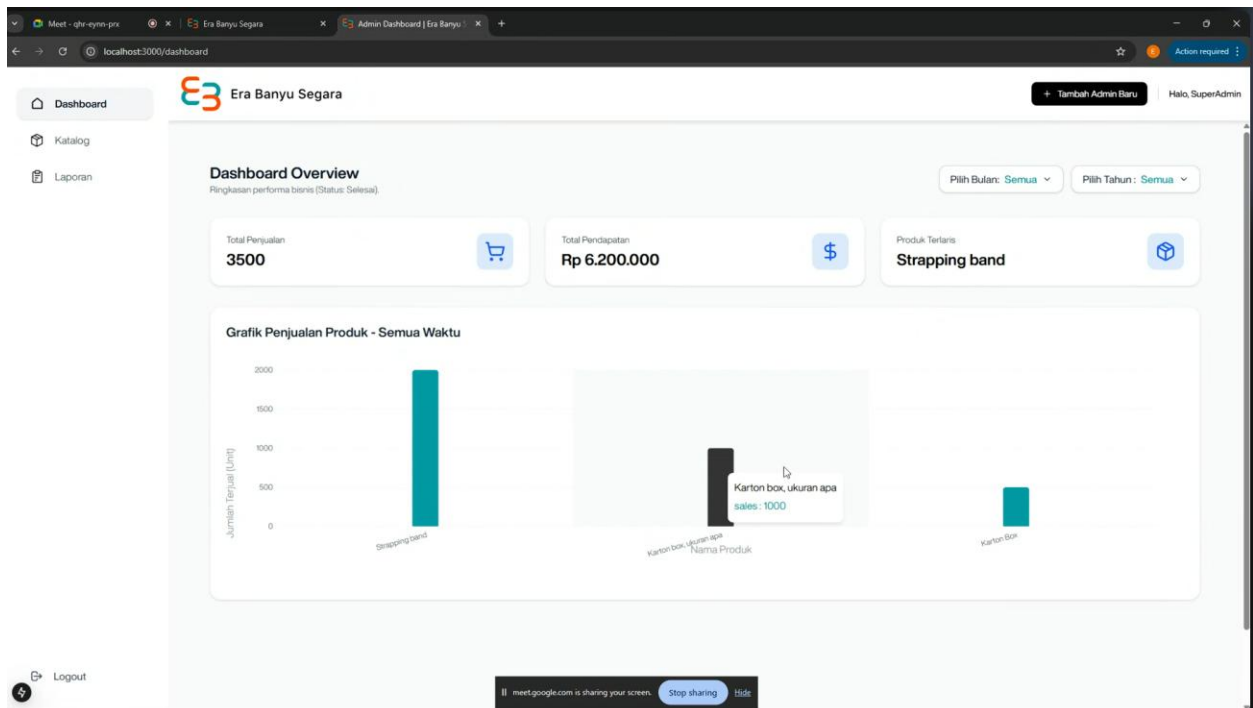 Meet - qhr-eynn-prx
Era Banyu Segara
Admin Dashboard | Era Banyu S
localhost:3000/dashboard
E
Action required
Dashboard
Katalog
Laporan
Logout
Era Banyu Segara
+ Tambah Admin Baru
Halo, SuperAdmin
Dashboard Overview
Ringkasan performa bisnis (Status: Selesai).
Pilih Bulan: Semua
Pilih Tahun : Semua
Total Penjualan
3500
Total Pendapatan
Rp 6.200.000
$
Produk Terlaris
Strapping band
Grafik Penjualan Produk - Semua Waktu
2000
1500
1000
500
0
Jumlah Terjual (Unit)
Karton box, ukuran apa
sales : 1000
Strapping band
Karton box, ukuran apa
Karton Box
Nama Produk
meet.google.com is sharing your screen.
Stop sharing
Hide